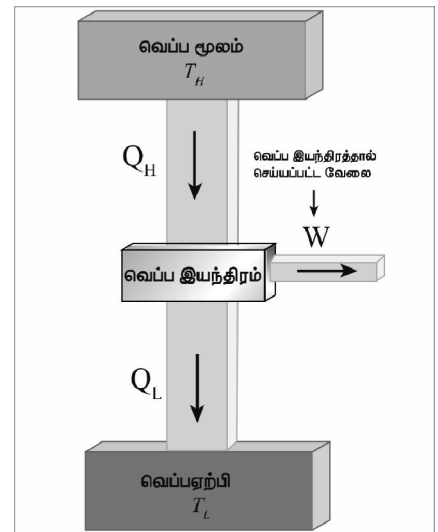 வெப்ப மூலம்
T_H
Q_H
வெப்ப இயந்திரத்தால்
செய்யப்பட்ட வேலை
W
வெப்ப இயந்திரம்
Q_L
வெப்பஏற்பி
T_L